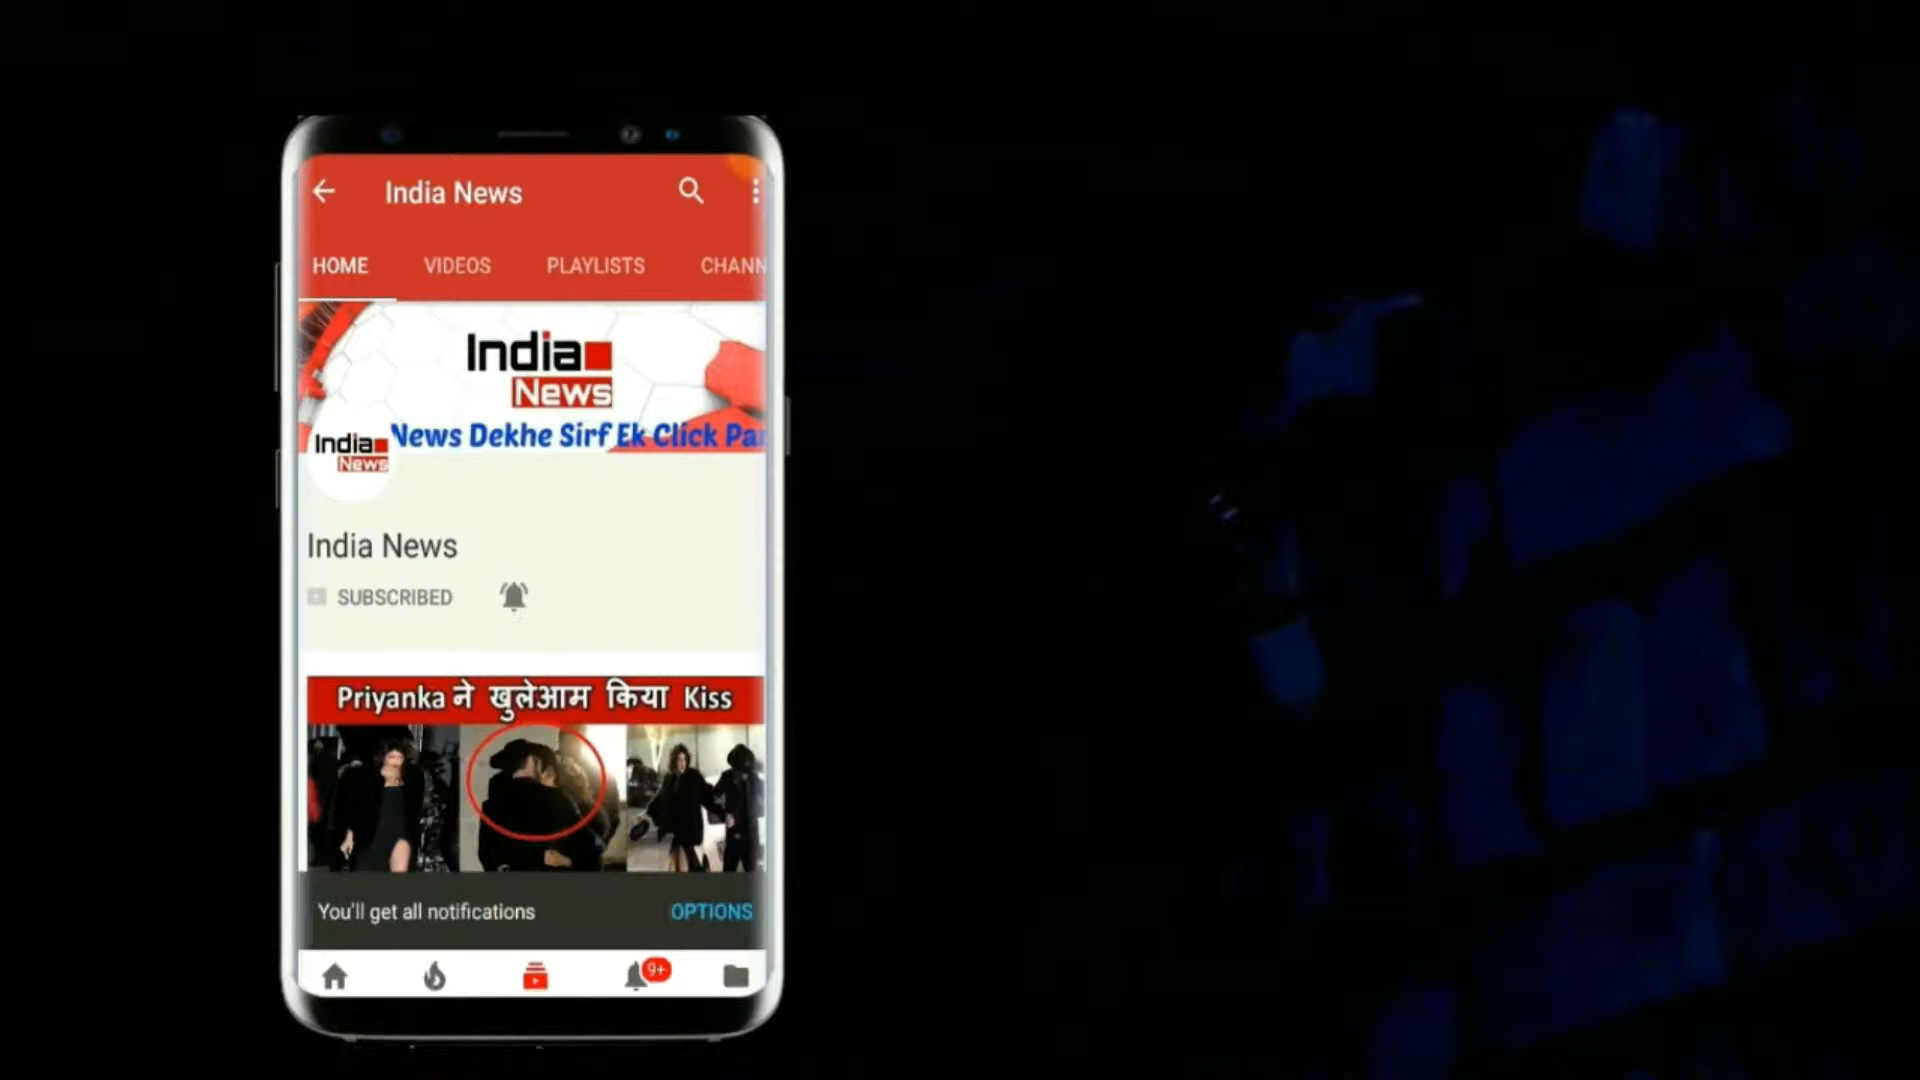 India News
HOME VIDEOS PLAYLISTS CHANN
India
News
News Dekhe Sirf Ek Click Par
India
News
India News
SUBSCRIBED
Priyanka ने खुलेआम किया Kiss
You'll get all notifications OPTIONS
9+